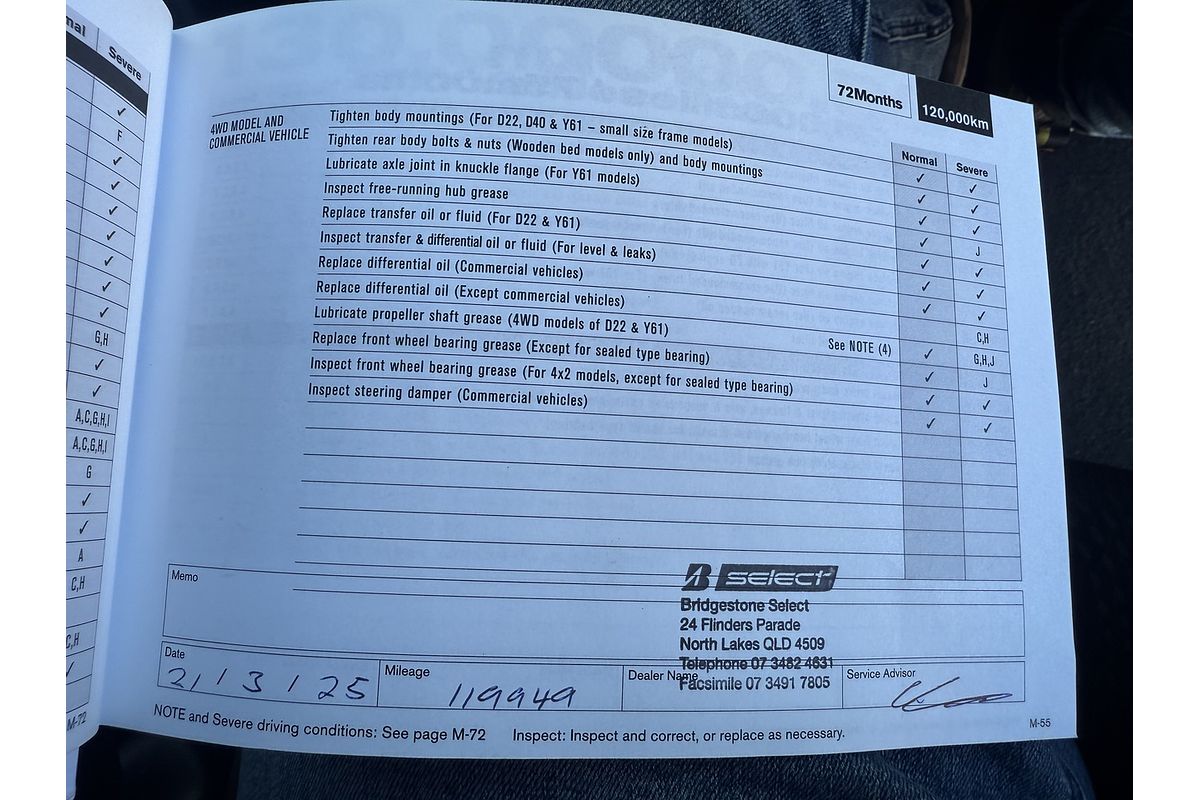 mal Severe
✓
F
✓
✓
✓
✓
✓
✓
✓
G,H
✓
✓
A,C,G,H,I
A,C,G,H,I
G
✓
✓
A
C,H
C,H
✓
M-72
72Months 120,000km
Normal Severe
4WD MODEL AND
COMMERCIAL VEHICLE
Tighten body mountings (For D22, D40 & Y61 – small size frame models) ✓ ✓
Tighten rear body bolts & nuts (Wooden bed models only) and body mountings ✓ ✓
Lubricate axle joint in knuckle flange (For Y61 models) ✓ ✓
Inspect free-running hub grease ✓ J
Replace transfer oil or fluid (For D22 & Y61) ✓ ✓
Inspect transfer & differential oil or fluid (For level & leaks) ✓ ✓
Replace differential oil (Commercial vehicles) ✓ ✓
Replace differential oil (Except commercial vehicles) C,H
Lubricate propeller shaft grease (4WD models of D22 & Y61) See NOTE (4) ✓ G,H,J
Replace front wheel bearing grease (Except for sealed type bearing) ✓ J
Inspect front wheel bearing grease (For 4x2 models, except for sealed type bearing) ✓ ✓
Inspect steering damper (Commercial vehicles) ✓ ✓
Memo
B SELECT
Bridgestone Select
24 Flinders Parade
North Lakes QLD 4509
Telephone 07 3482 4631
Facsimile 07 3491 7805
Date 21 / 3 / 25
Mileage 119949
Dealer Name
Service Advisor
NOTE and Severe driving conditions: See page M-72 Inspect: Inspect and correct, or replace as necessary.
M-55